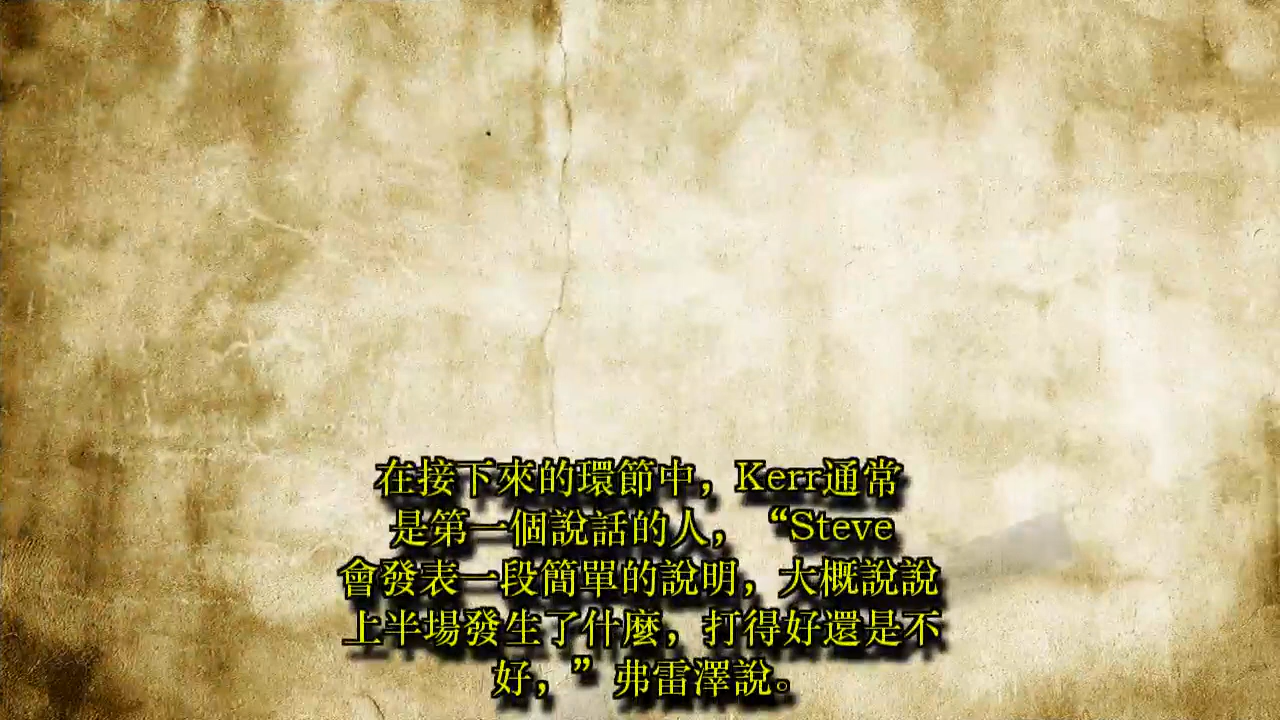 在接下來的環節中，Kerr通常
是第一個說話的人，“Steve
會發表一段簡單的說明，大概說說
上半場發生了什麼，打得好還是不
好，”弗雷澤說。